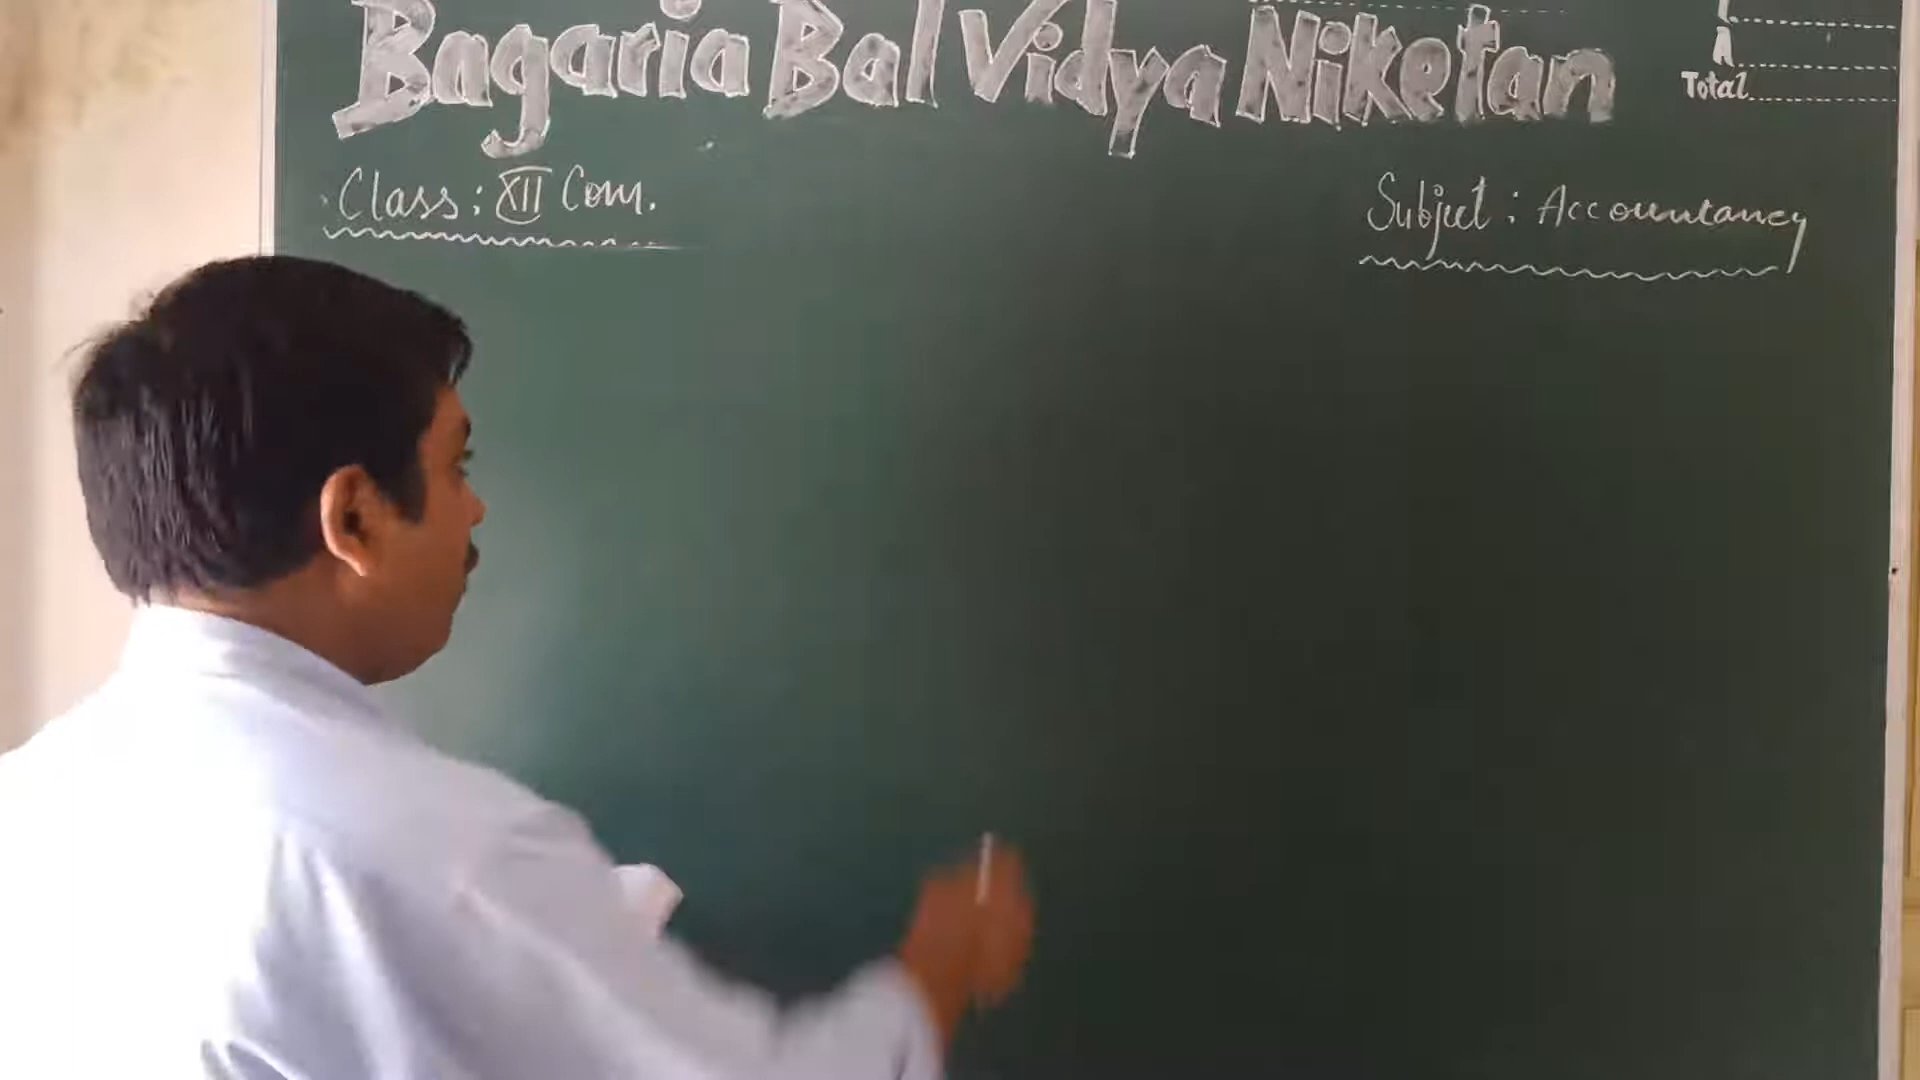 Bagaria Bal Vidya Niketan
A
Total
Class : XII Com.
Subject : Accountancy